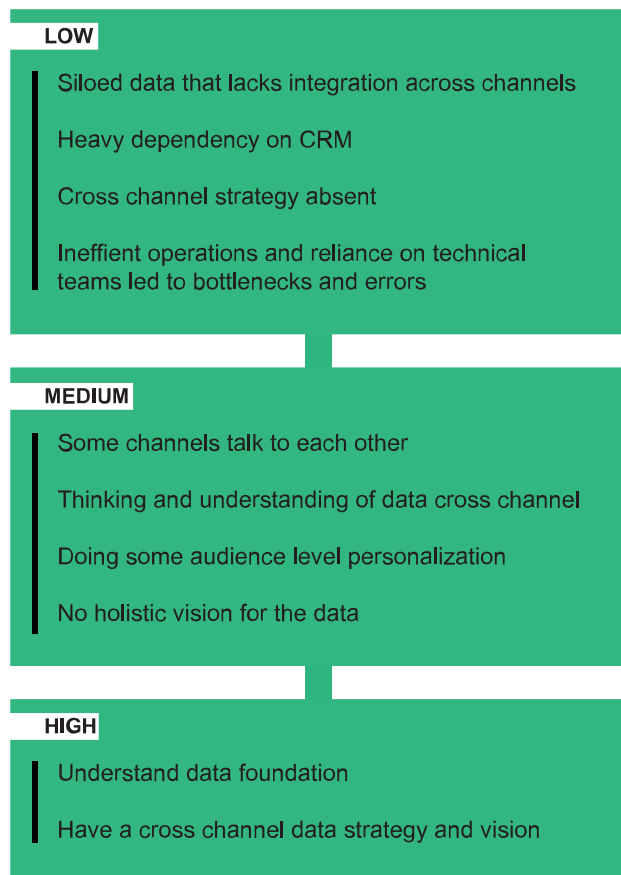 LOW
Siloed data that lacks integration across channels
Heavy dependency on CRM
Cross channel strategy absent
Ineffient operations and reliance on technical
teams led to bottlenecks and errors
MEDIUM
Some channels talk to each other
Thinking and understanding of data cross channel
Doing some audience level personalization
No holistic vision for the data
HIGH
Understand data foundation
Have a cross channel data strategy and vision